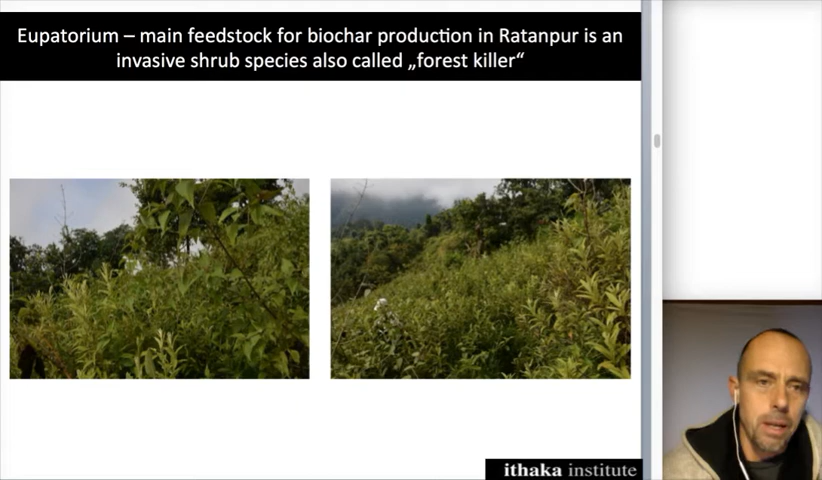 Eupatorium – main feedstock for biochar production in Ratanpur is an
invasive shrub species also called „forest killer“
ithaka institute